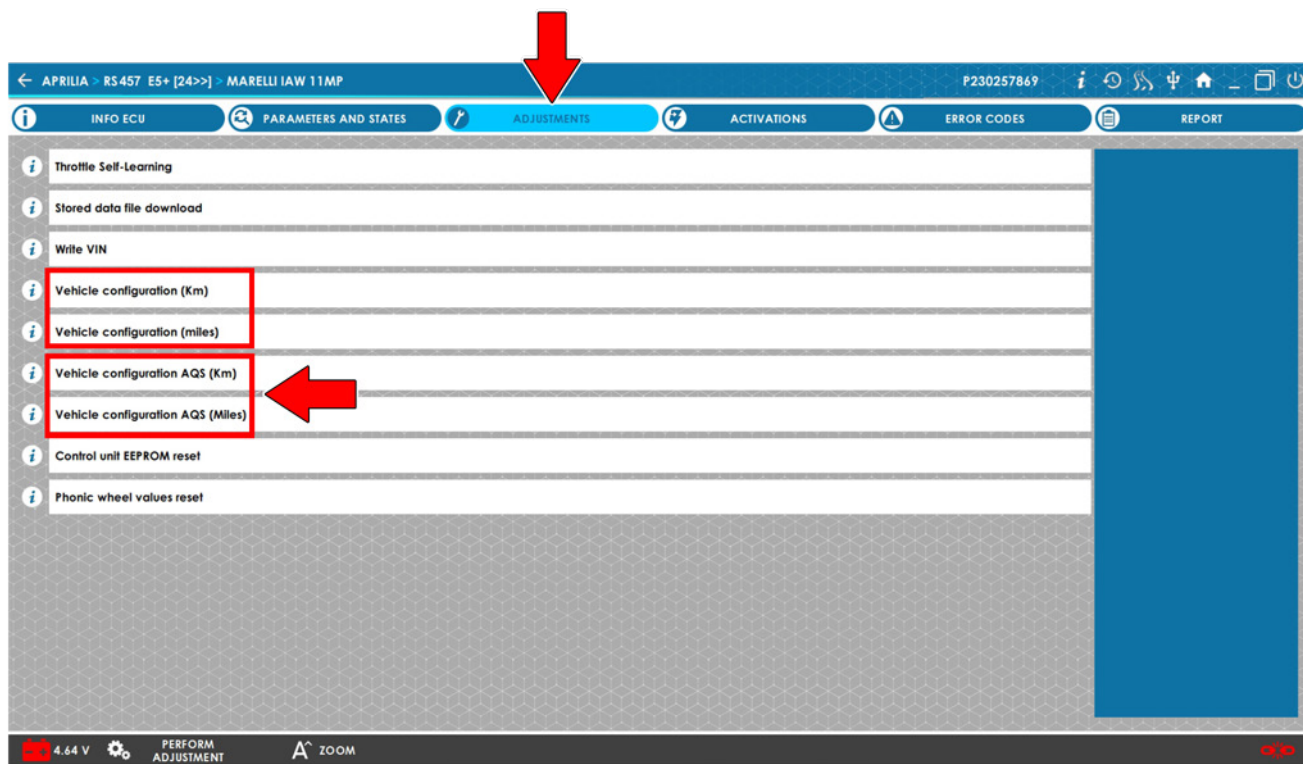 APRILIA > RS457 E5+ [24>>] > MARELLI IAW 11MP P230257869
INFO ECU PARAMETERS AND STATES ADJUSTMENTS ACTIVATIONS ERROR CODES REPORT
Throttle Self-Learning
Stored data file download
Write VIN
Vehicle configuration (Km)
Vehicle configuration (miles)
Vehicle configuration AQS (Km)
Vehicle configuration AQS (Miles)
Control unit EEPROM reset
Phonic wheel values reset
4.64 V PERFORM ADJUSTMENT A^ ZOOM